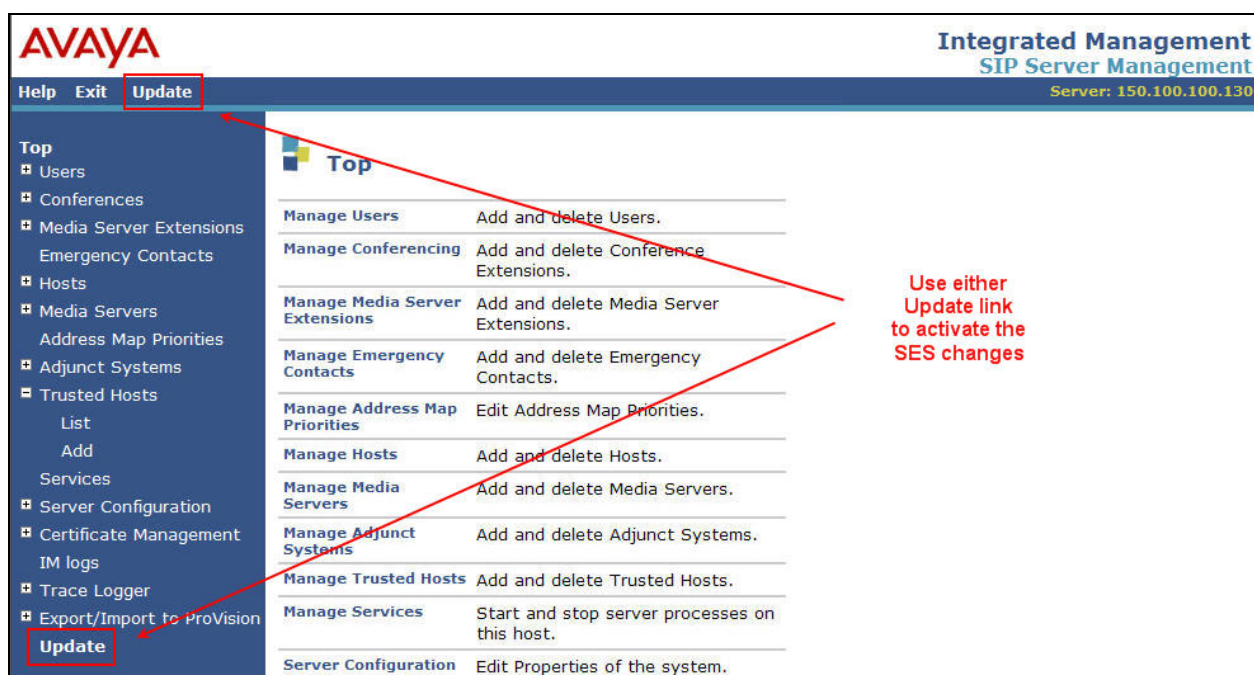 AVAYA
Integrated Management
SIP Server Management
Help Exit Update
Server: 150.100.100.130
Top
Users
Conferences
Media Server Extensions
Emergency Contacts
Hosts
Media Servers
Address Map Priorities
Adjunct Systems
Trusted Hosts
List
Add
Services
Server Configuration
Certificate Management
IM logs
Trace Logger
Export/Import to ProVision
Update
Top
Manage Users Add and delete Users.
Manage Conferencing Add and delete Conference
Extensions.
Manage Media Server Add and delete Media Server
Extensions Extensions.
Manage Emergency Add and delete Emergency
Contacts Contacts.
Manage Address Map Edit Address Map Priorities.
Priorities
Manage Hosts Add and delete Hosts.
Manage Media Add and delete Media Servers.
Servers
Manage Adjunct Add and delete Adjunct Systems.
Systems
Manage Trusted Hosts Add and delete Trusted Hosts.
Manage Services Start and stop server processes on
this host.
Server Configuration Edit Properties of the system.
Use either
Update link
to activate the
SES changes